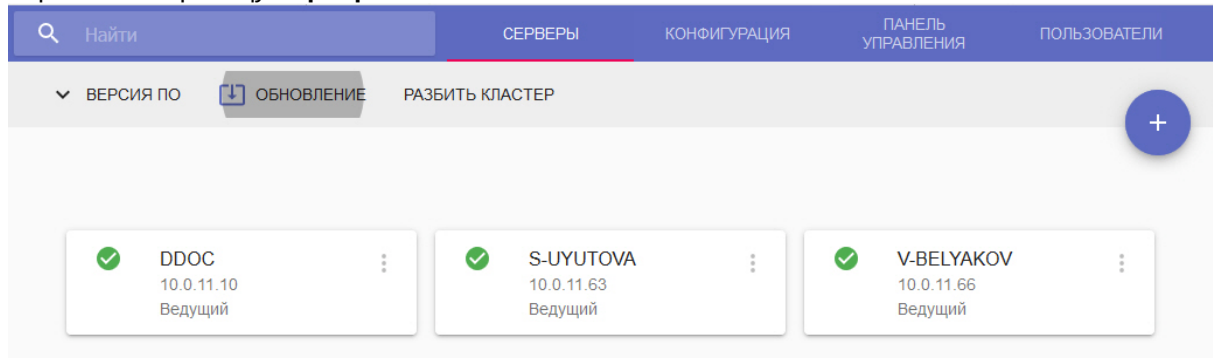 Найти
СЕРВЕРЫ
КОНФИГУРАЦИЯ
ПАНЕЛЬ
УПРАВЛЕНИЯ
ПОЛЬЗОВАТЕЛИ
ВЕРСИЯ ПО
ОБНОВЛЕНИЕ
РАЗБИТЬ КЛАСТЕР
DDOC
10.0.11.10
Ведущий
S-UYUTOVA
10.0.11.63
Ведущий
V-BELYAKOV
10.0.11.66
Ведущий